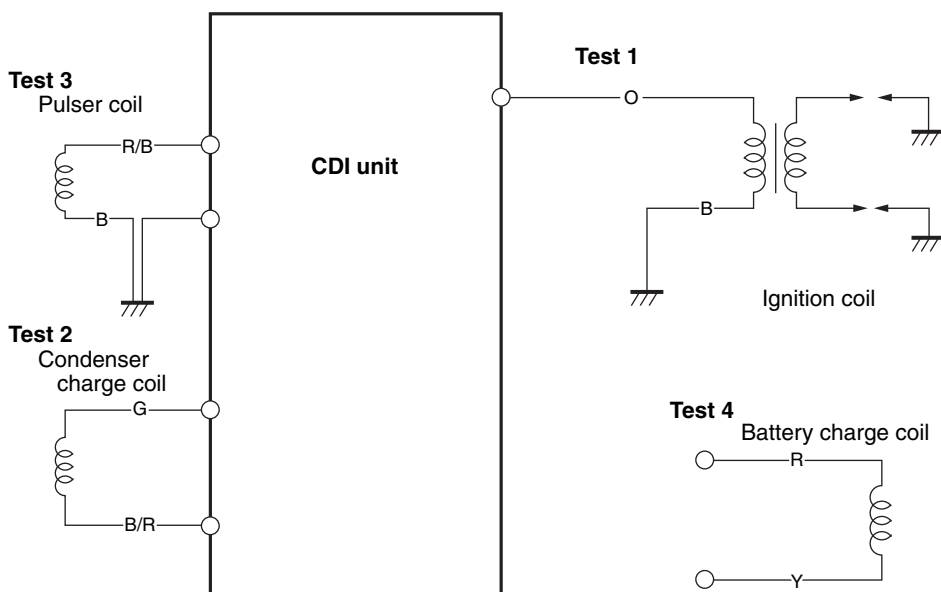 Test 3
Pulser coil
R/B
B
Test 2
Condenser
charge coil
G
B/R
CDI unit
Test 1
O
B
Ignition coil
Test 4
Battery charge coil
R
Y